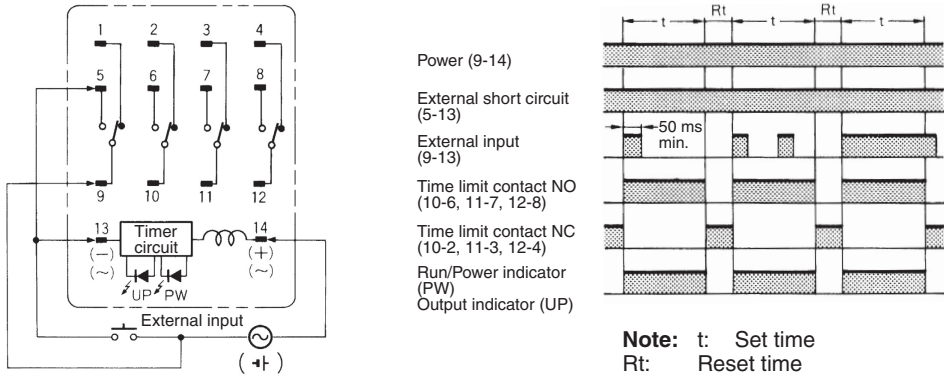 1 2 3 4
5 6 7 8
9 10 11 12
13 Timer circuit 14
(−) (+)
(~) (~)
UP PW
External input
t Rt t Rt t
Power (9-14)
External short circuit
(5-13)
50 ms
min.
External input
(9-13)
Time limit contact NO
(10-6, 11-7, 12-8)
Time limit contact NC
(10-2, 11-3, 12-4)
Run/Power indicator
(PW)
Output indicator (UP)
Note: t: Set time
Rt: Reset time